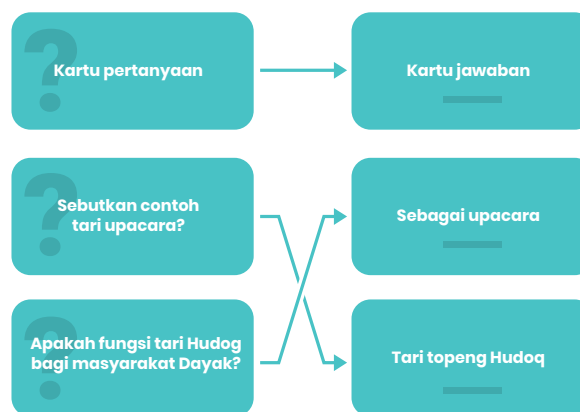 ?
Kartu pertanyaan
Kartu jawaban
?
Sebutkan contoh
tari upacara?
Sebagai upacara
?
Apakah fungsi tari Hudog
bagi masyarakat Dayak?
Tari topeng Hudoq